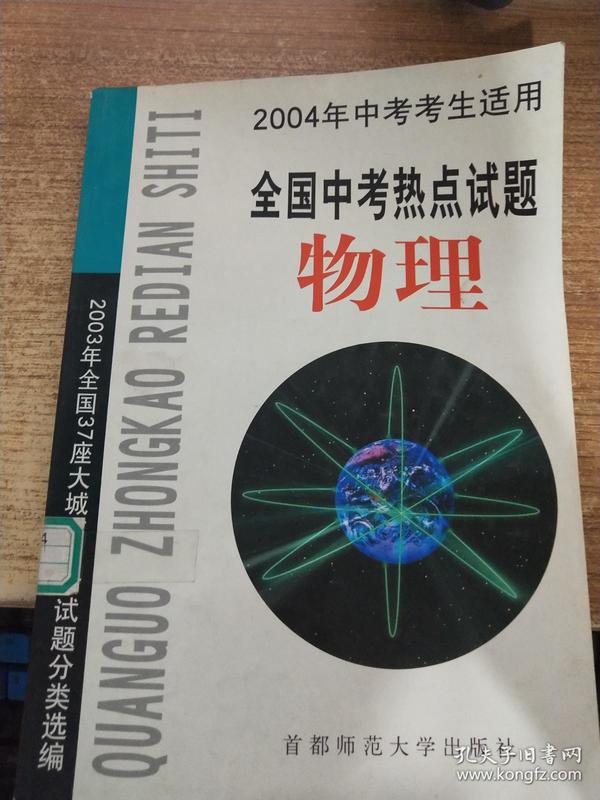 2004年中考考生适用
全国中考热点试题
物理
QUANGUO ZHONGKAO REDIAN SHITI
2003年全国37座大城
试题分类选编
4
首都师范大学出版社
孔夫子旧书网
www.kongfz.com